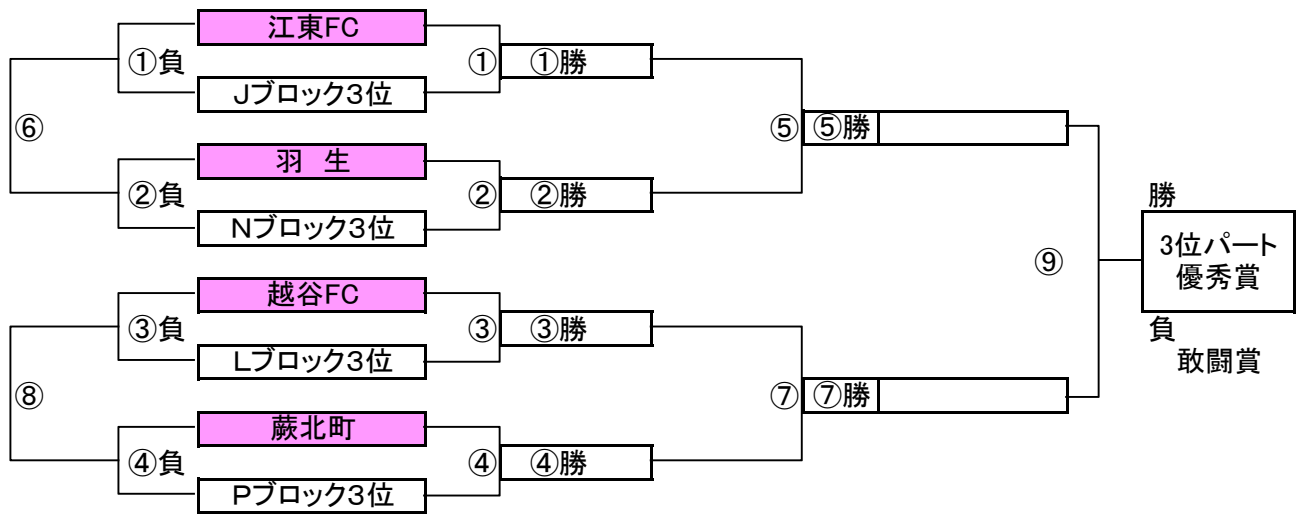 江東FC
①負
①
①勝
Jブロック3位
⑥
⑤
⑤勝
羽 生
②負
②
②勝
Nブロック3位
勝
3位パート
優秀賞
⑨
越谷FC
③負
③
③勝
負
敢闘賞
Lブロック3位
⑧
⑦
⑦勝
蕨北町
④負
④
④勝
Pブロック3位